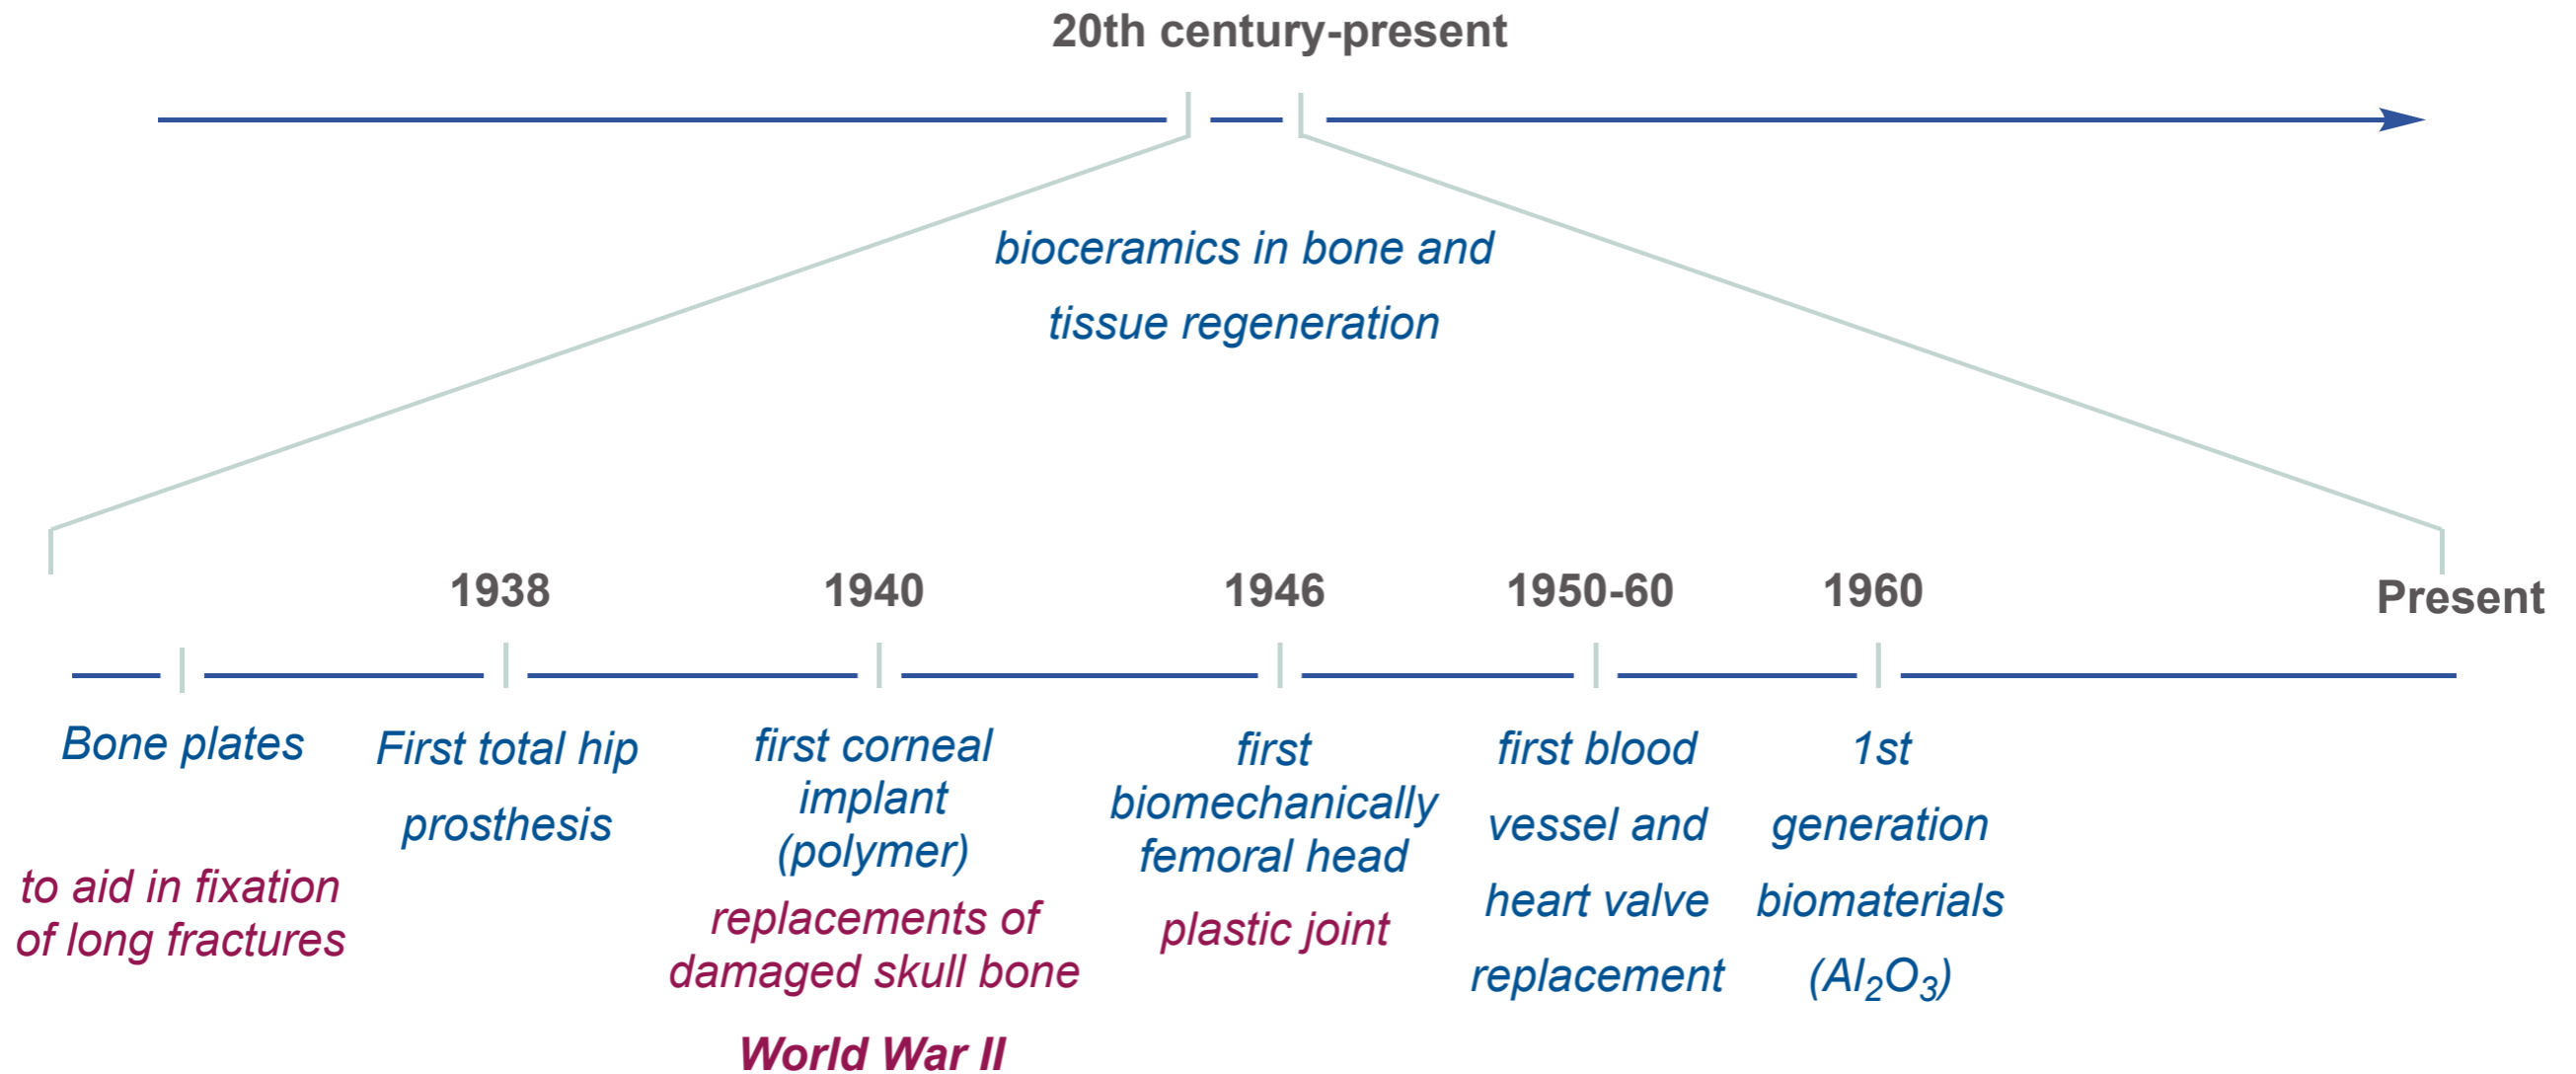 20th century-present
bioceramics in bone and
tissue regeneration
1938
1940
1946
1950-60
1960
Present
Bone plates
to aid in fixation
of long fractures
First total hip
prosthesis
first corneal
implant
(polymer)
replacements of
damaged skull bone
World War II
first
biomechanically
femoral head
plastic joint
first blood
vessel and
heart valve
replacement
1st
generation
biomaterials
(Al₂O₃)